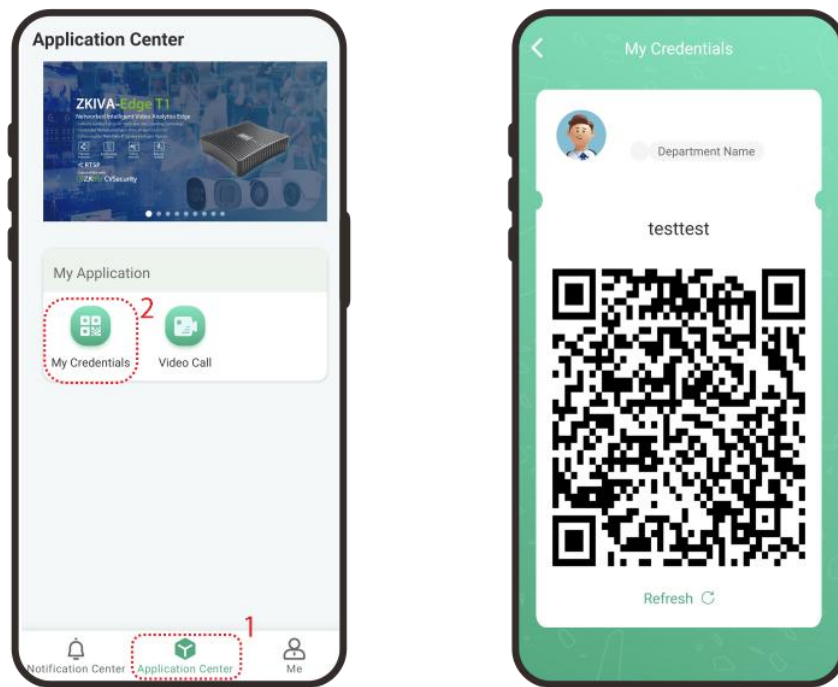 Application Center
ZKIVA-Edge T1
Networked Intelligent Video Analytics Edge
RTSP
CVSecurity
My Application
2
My Credentials
Video Call
1
Notification Center
Application Center
Me
My Credentials
Department Name
testtest
Refresh